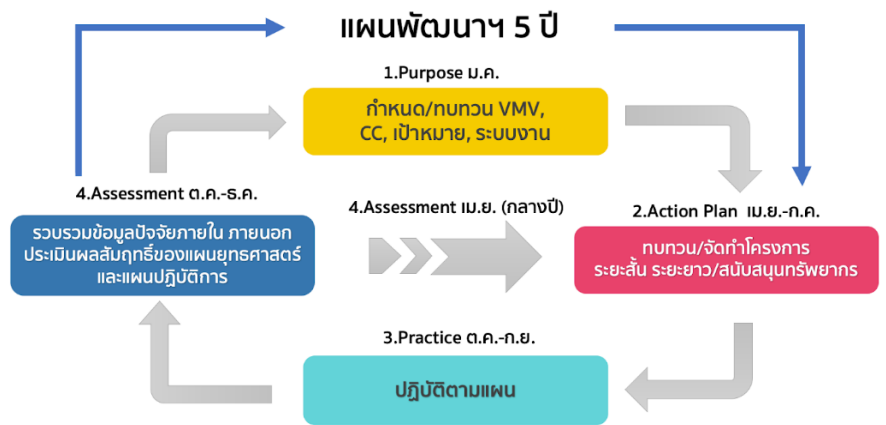 แผนพัฒนาฯ 5 ปี
1.Purpose ม.ค.
กำหนด/ทบทวน VMV,
CC, เป้าหมาย, ระบบงาน
4.Assessment ต.ค.-ธ.ค.
รวบรวมข้อมูลปัจจัยภายใน ภายนอก
ประเมินผลสัมฤทธิ์ของแผนยุทธศาสตร์
และแผนปฏิบัติการ
4.Assessment เม.ย. (กลางปี)
2.Action Plan เม.ย.-ก.ค.
ทบทวน/จัดทำโครงการ
ระยะสั้น ระยะยาว/สนับสนุนทรัพยากร
3.Practice ต.ค.-ก.ย.
ปฏิบัติตามแผน